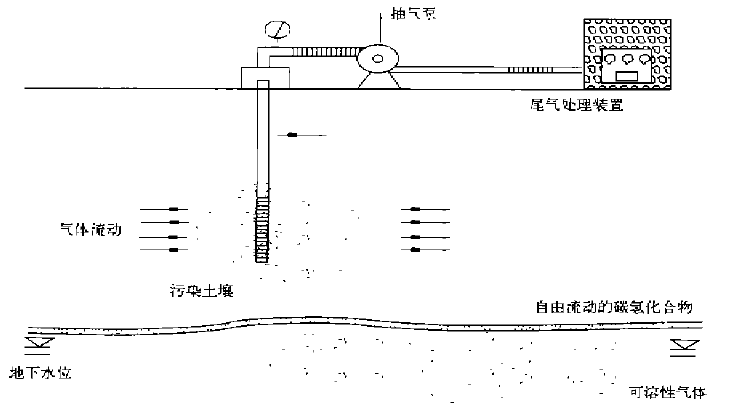 抽气泵
尾气处理装置
气体流动
污染土壤
自由流动的碳氢化合物
地下水位
可溶性气体